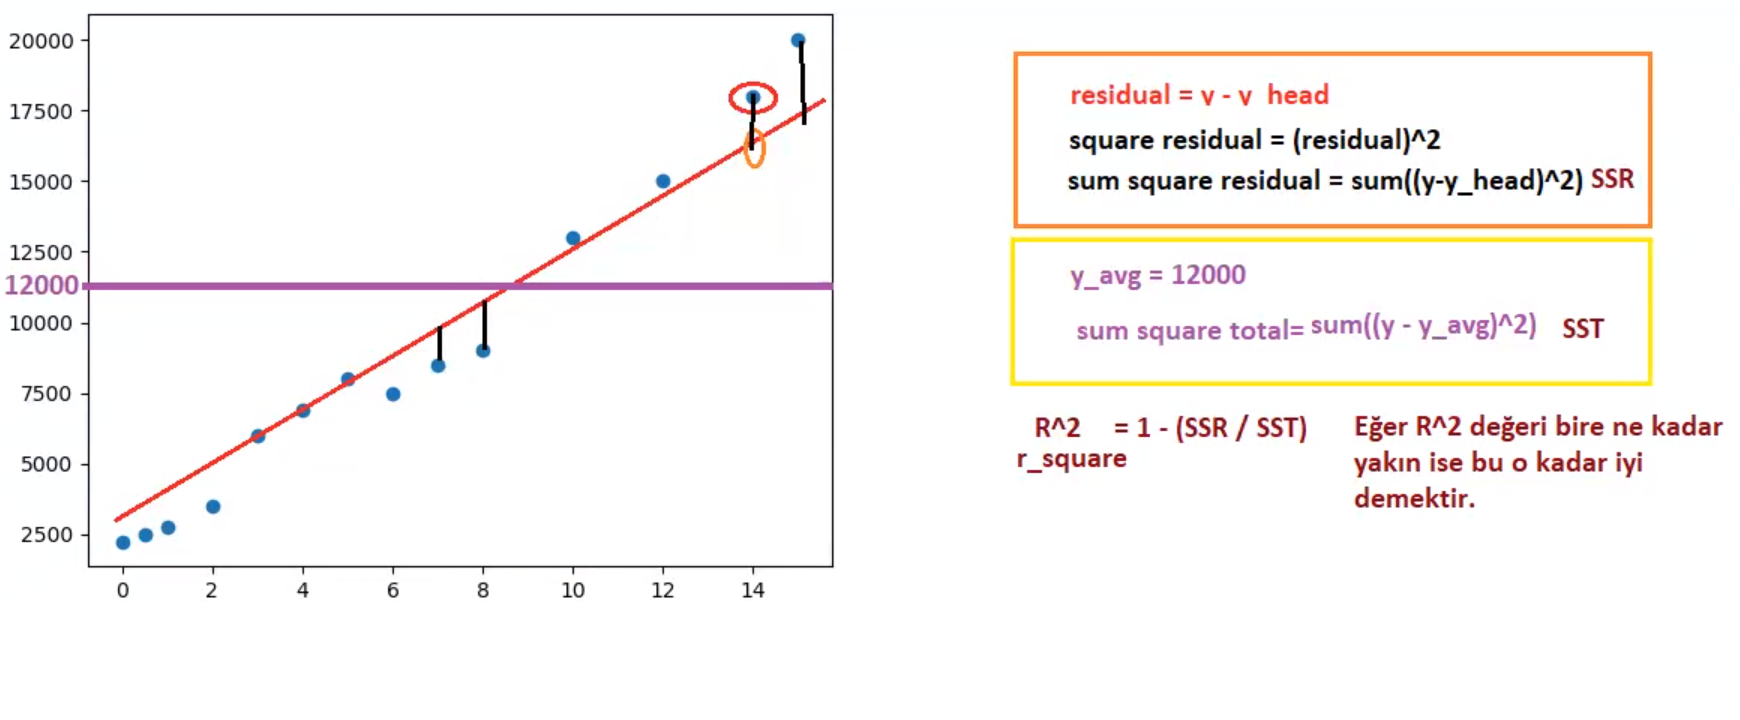 20000
17500
15000
12500
12000
10000
7500
5000
2500
0 2 4 6 8 10 12 14
residual = y - y head
square residual = (residual)^2
sum square residual = sum((y-y_head)^2) SSR
y_avg = 12000
sum square total= sum((y - y_avg)^2) SST
R^2 = 1 - (SSR / SST)
r_square
Eğer R^2 değeri bire ne kadar
yakın ise bu o kadar iyi
demektir.